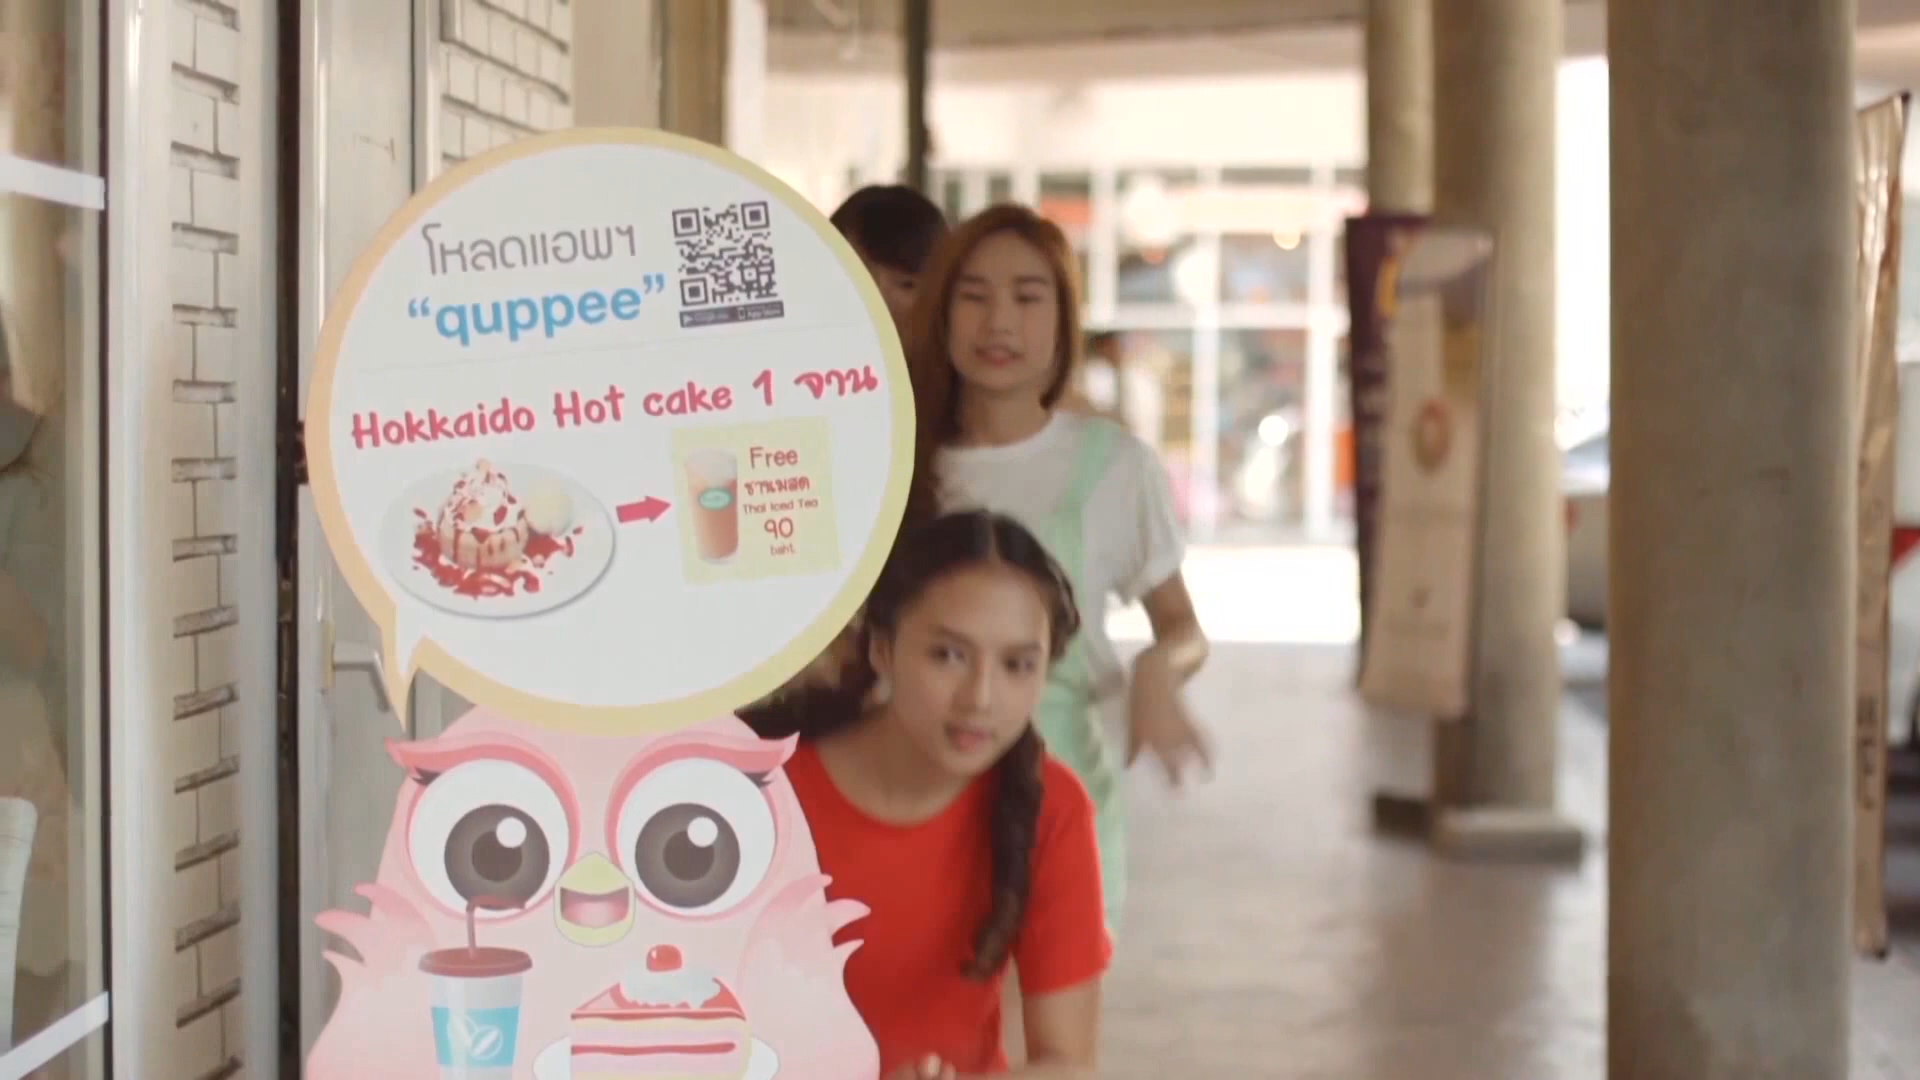 โหลดแอพฯ
"quppee"
Hokkaido Hot cake 1 จาน
Free
ชานมสด
Thai Iced Tea
90
baht